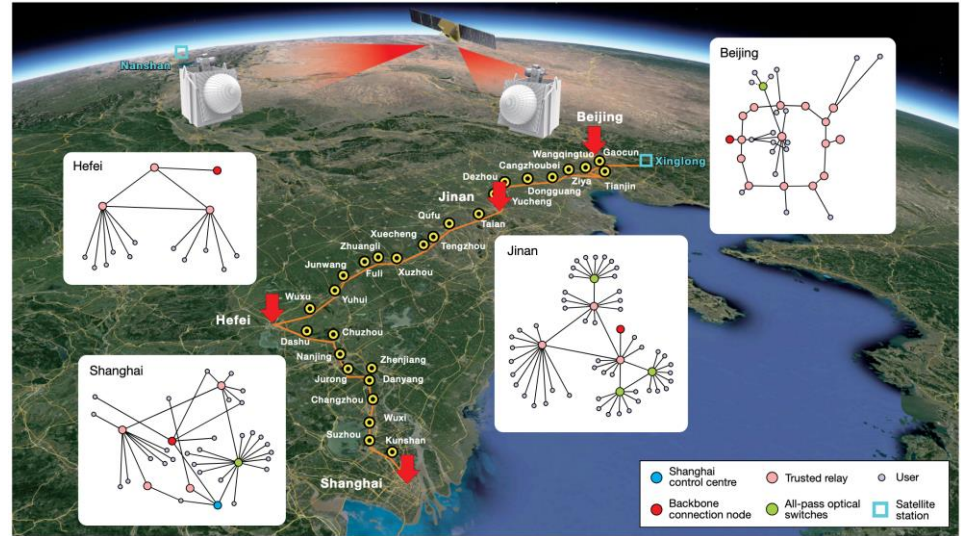 Nanshan
Beijing
Beijing
Hefei
Wangqingtuo
Gaocun
Cangzhoubei
Xinglong
Dezhou
Ziya
Tianjin
Dongguang
Jinan
Yucheng
Qufu
Taian
Xuecheng
Tengzhou
Zhuangli
Jinan
Junwang
Fuli
Xuzhou
Wuxu
Yuhui
Hefei
Dashu
Chuzhou
Nanjing
Zhenjiang
Shanghai
Jurong
Danyang
Changzhou
Wuxi
Suzhou
Kunshan
Shanghai
Shanghai
control centre
Trusted relay
User
Backbone
connection node
All-pass optical
switches
Satellite
station